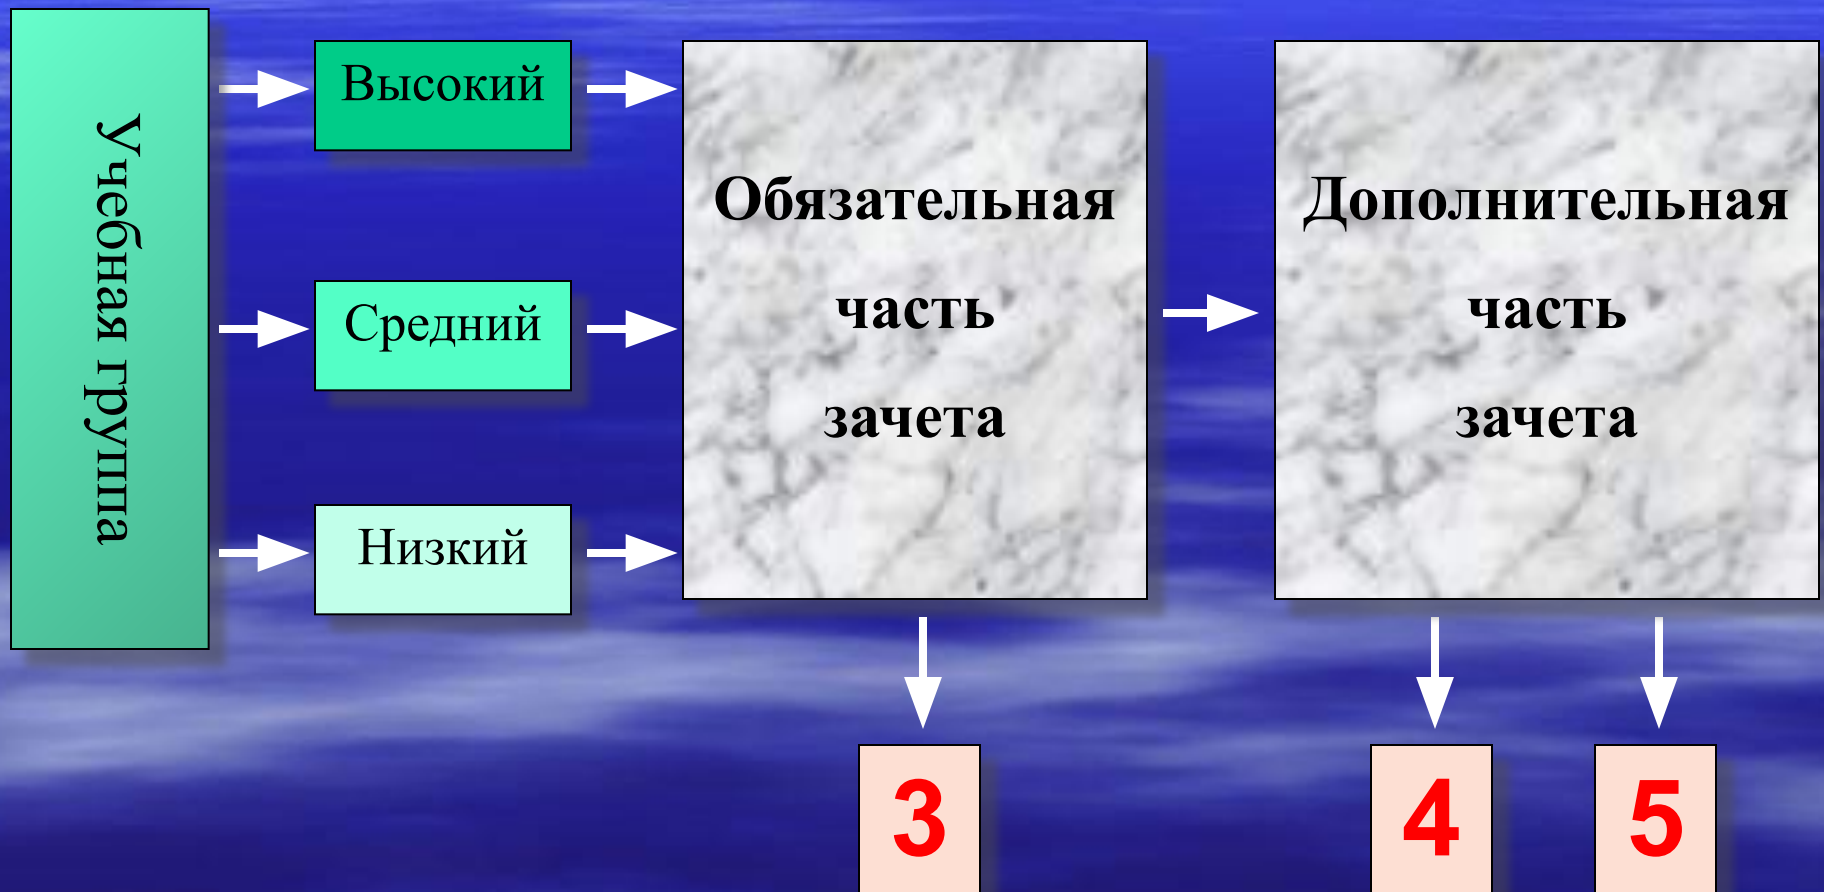 Учебная группа
Высокий
Средний
Низкий
Обязательная
часть
зачета
Дополнительная
часть
зачета
3
4
5